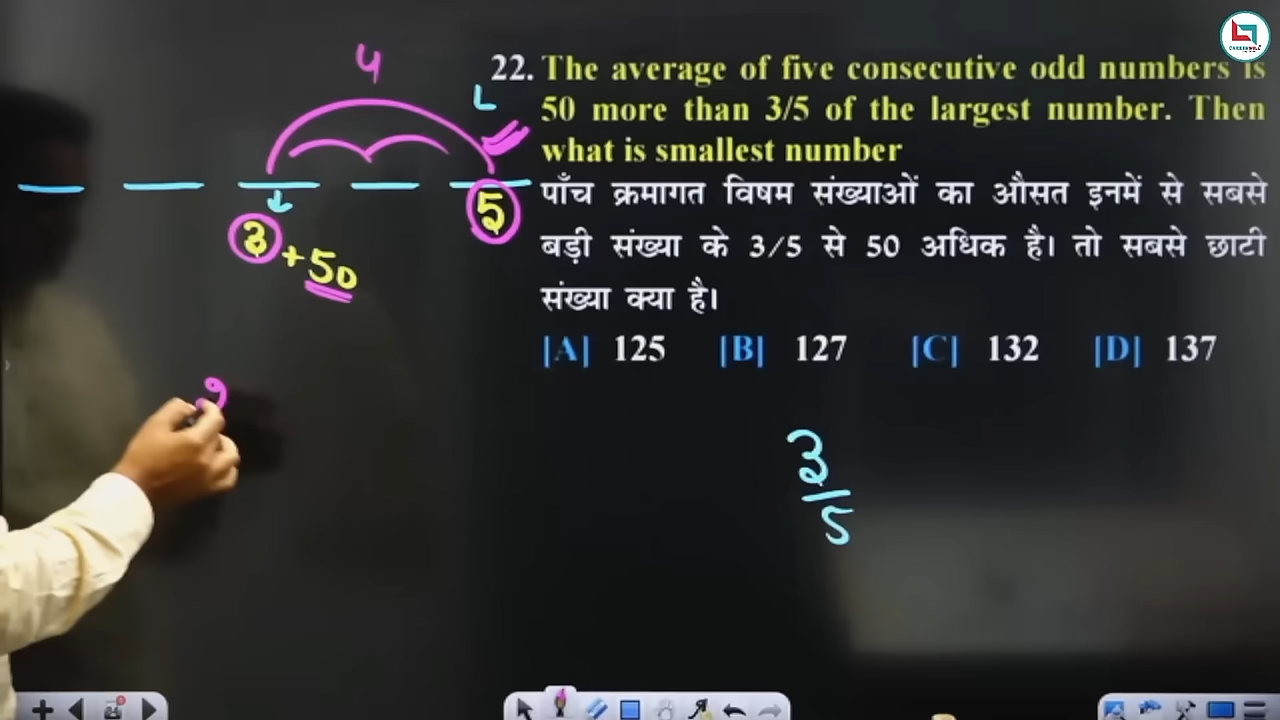 22. The average of five consecutive odd numbers is
50 more than 3/5 of the largest number. Then
what is smallest number
पाँच क्रमागत विषम संख्याओं का औसत इनमें से सबसे
बड़ी संख्या के 3/5 से 50 अधिक है। तो सबसे छाटी
संख्या क्या है।
[A] 125 [B] 127 [C] 132 [D] 137
4
L
3 + 50
5
3/5